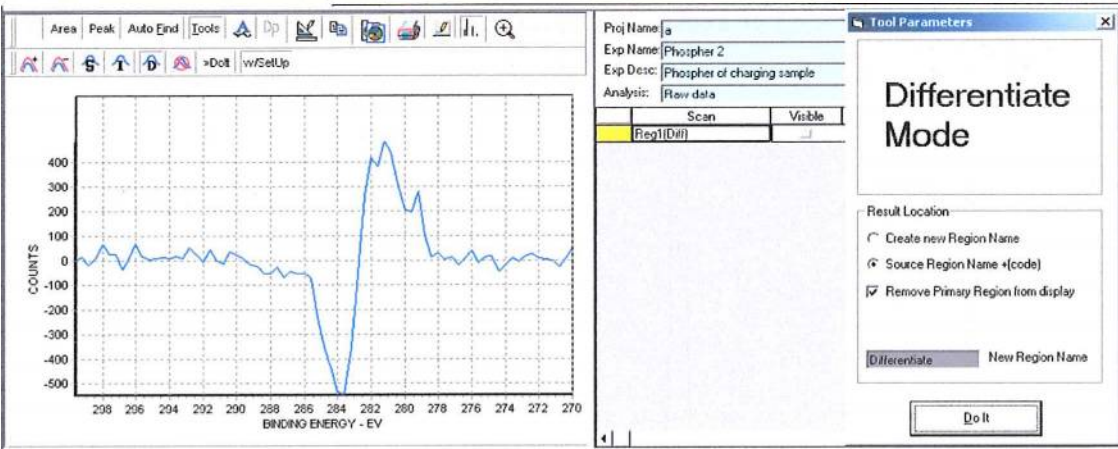 Area Peak Auto Find Tools Dp
S T D >DoIt vv/SetUp
400
300
200
100
0
-100
-200
-300
-400
-500
COUNTS
298 296 294 292 290 288 286 284 282 280 278 276 274 272 270
BINDING ENERGY - EV
Proj Name: a
Exp Name: Phospher 2
Exp Desc: Phospher of charging sample
Analysis: Raw data
Scan Visible
Reg1(Diff)
Tool Parameters
Differentiate
Mode
Result Location
Create new Region Name
Source Region Name +(code)
Remove Primary Region from display
Differentiate New Region Name
Do It